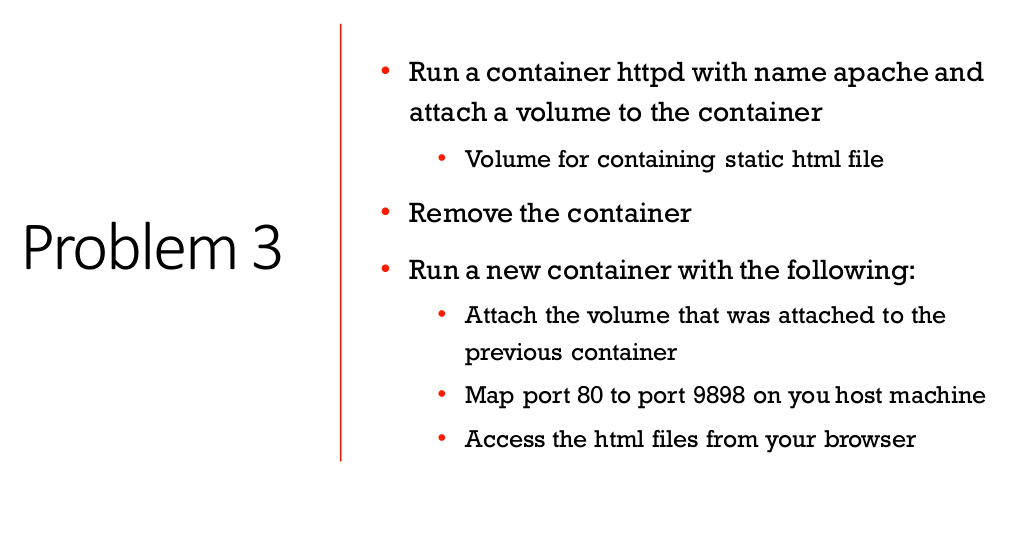 Problem 3
• Run a container httpd with name apache and
attach a volume to the container
• Volume for containing static html file
• Remove the container
• Run a new container with the following:
• Attach the volume that was attached to the
previous container
• Map port 80 to port 9898 on you host machine
• Access the html files from your browser